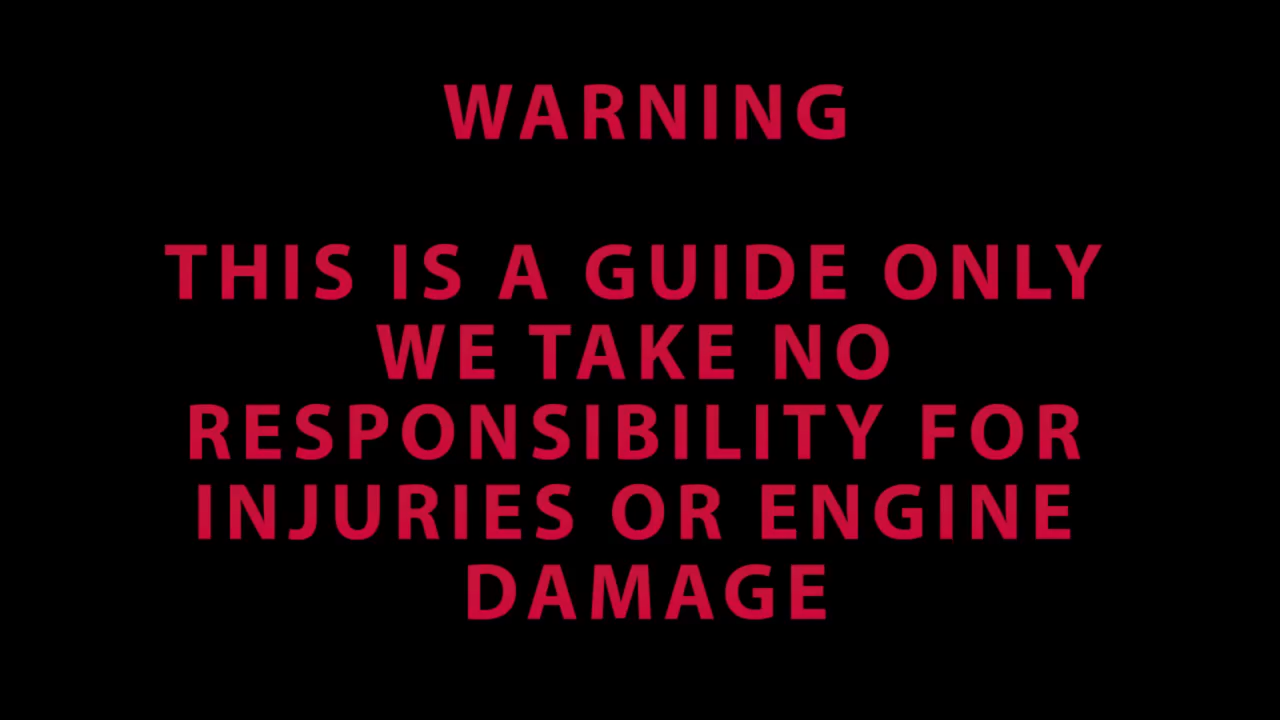 WARNING
THIS IS A GUIDE ONLY
WE TAKE NO
RESPONSIBILITY FOR
INJURIES OR ENGINE
DAMAGE